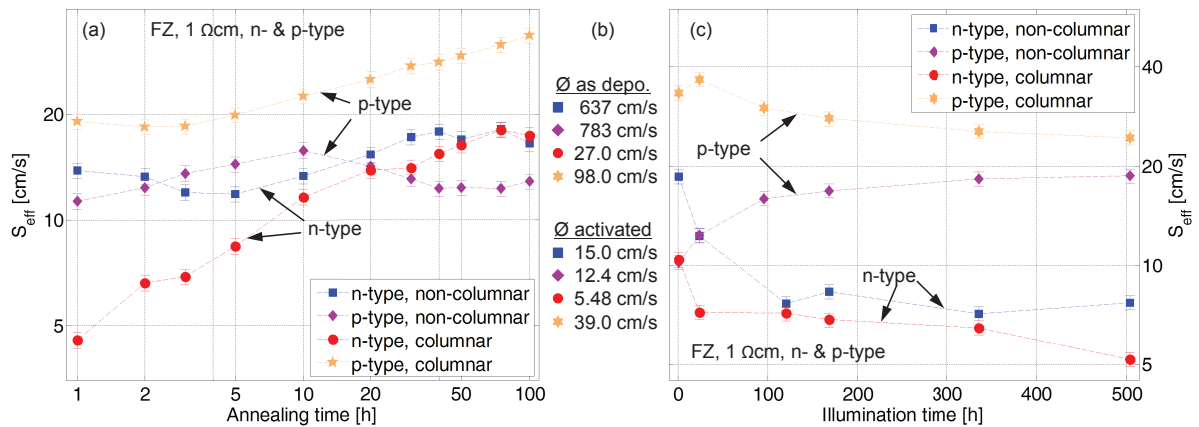 (a)
FZ, 1 Ωcm, n- & p-type
p-type
n-type
20
10
5
S_eff [cm/s]
n-type, non-columnar
p-type, non-columnar
n-type, columnar
p-type, columnar
1 2 5 10 20 50 100
Annealing time [h]
(b)
Ø as depo.
637 cm/s
783 cm/s
27.0 cm/s
98.0 cm/s
Ø activated
15.0 cm/s
12.4 cm/s
5.48 cm/s
39.0 cm/s
(c)
n-type, non-columnar
p-type, non-columnar
n-type, columnar
p-type, columnar
p-type
n-type
FZ, 1 Ωcm, n- & p-type
40
20
10
5
S_eff [cm/s]
0 100 200 300 400 500
Illumination time [h]